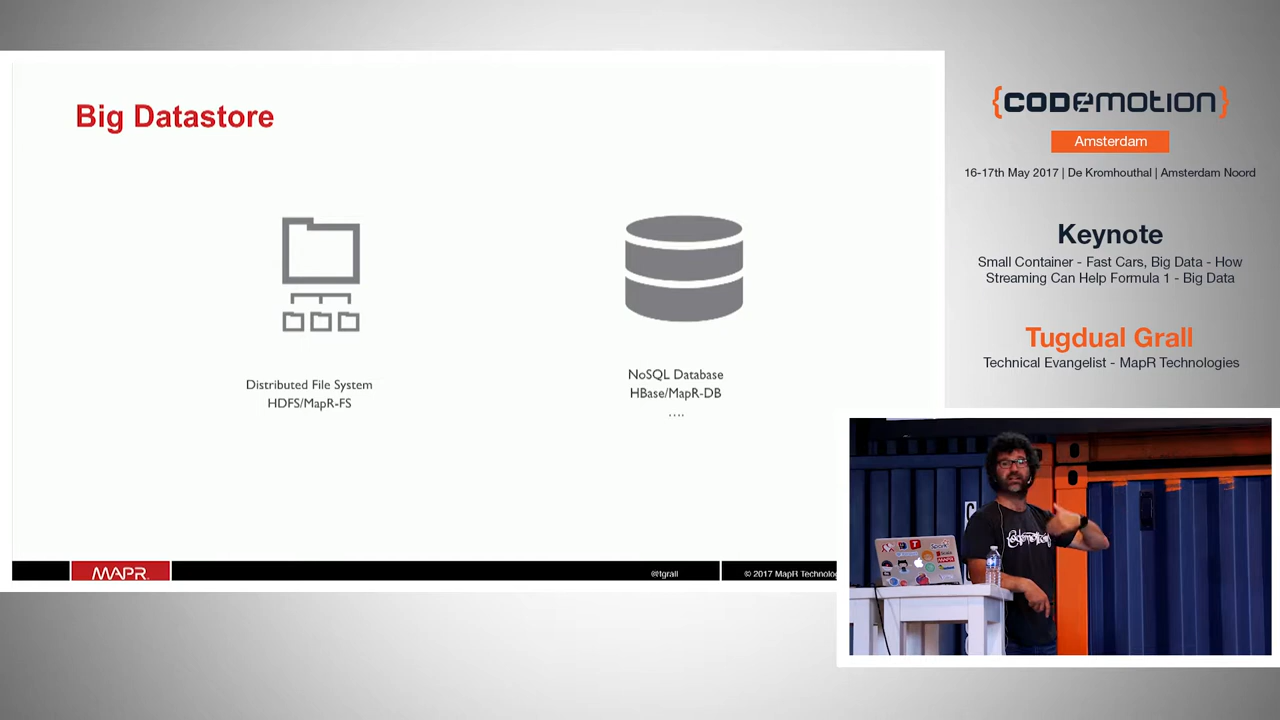 Big Datastore
Distributed File System
HDFS/MapR-FS
NoSQL Database
HBase/MapR-DB
....
MAPR
@tgrall
© 2017 MapR Technolo
{CODEMOTION}
Amsterdam
16-17th May 2017 | De Kromhouthal | Amsterdam Noord
Keynote
Small Container - Fast Cars, Big Data - How
Streaming Can Help Formula 1 - Big Data
Tugdual Grall
Technical Evangelist - MapR Technologies
codemotion